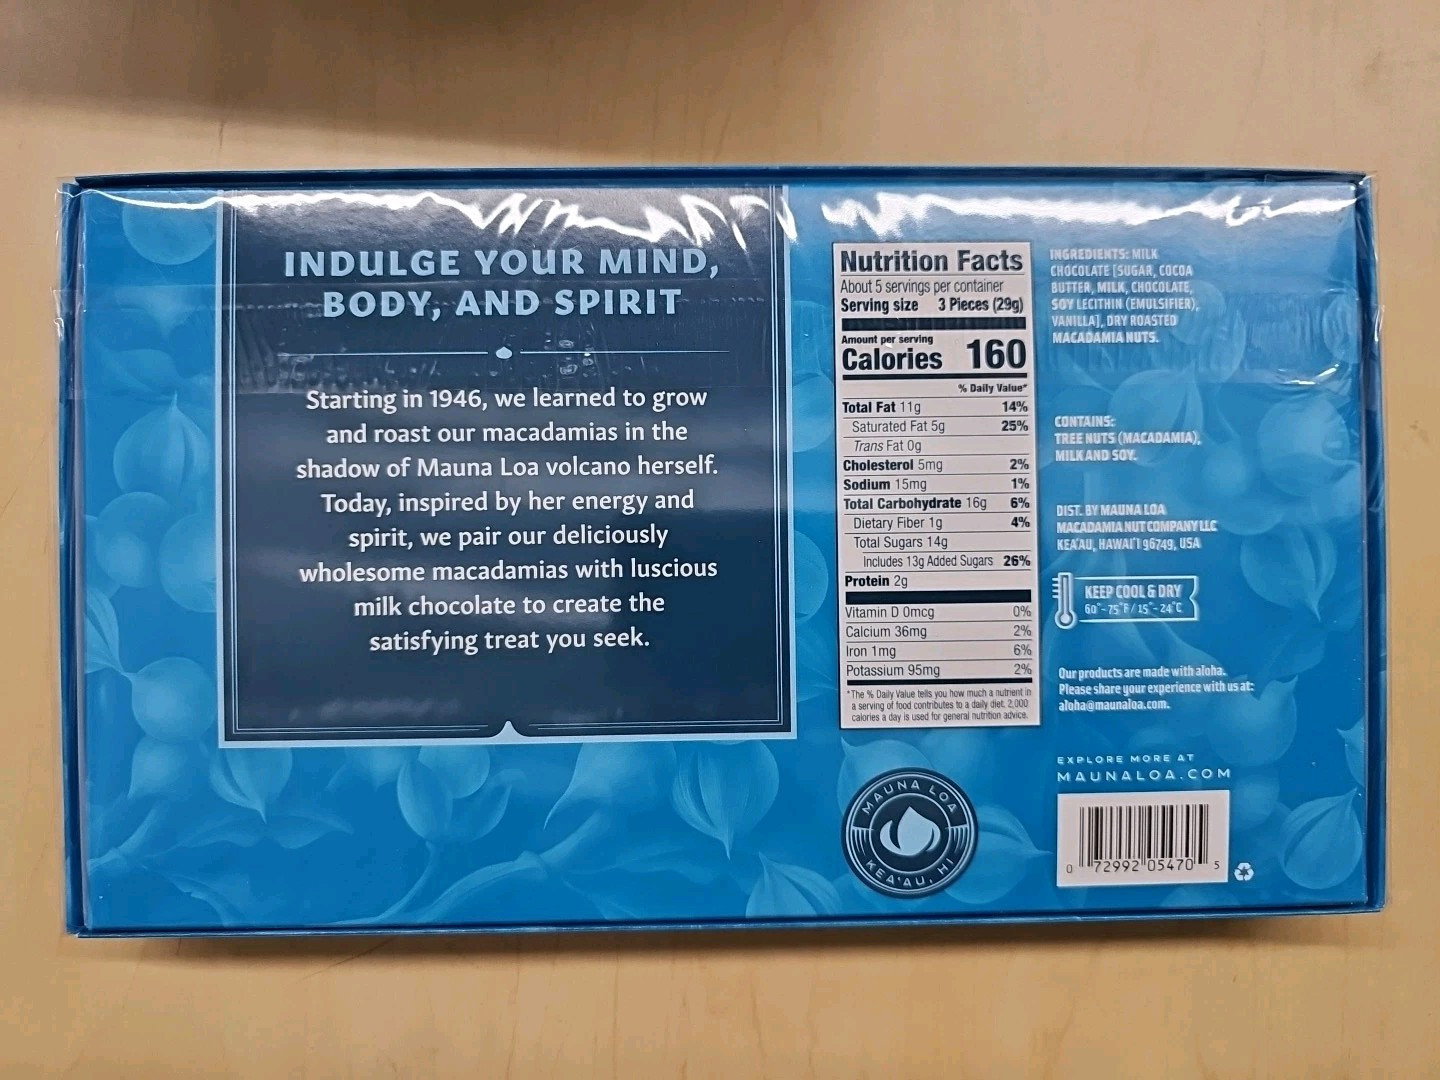 INDULGE YOUR MIND,
BODY, AND SPIRIT
Starting in 1946, we learned to grow
and roast our macadamias in the
shadow of Mauna Loa volcano herself.
Today, inspired by her energy and
spirit, we pair our deliciously
wholesome macadamias with luscious
milk chocolate to create the
satisfying treat you seek.
Nutrition Facts
About 5 servings per container
Serving size 3 Pieces (29g)
Amount per serving
Calories 160
% Daily Value*
Total Fat 11g 14%
Saturated Fat 5g 25%
Trans Fat 0g
Cholesterol 5mg 2%
Sodium 15mg 1%
Total Carbohydrate 16g 6%
Dietary Fiber 1g 4%
Total Sugars 14g
Includes 13g Added Sugars 26%
Protein 2g
Vitamin D 0mcg 0%
Calcium 36mg 2%
Iron 1mg 6%
Potassium 95mg 2%
*The % Daily Value tells you how much a nutrient in
a serving of food contributes to a daily diet. 2,000
calories a day is used for general nutrition advice.
MAUNA LOA
KEA'AU, HI
INGREDIENTS: MILK
CHOCOLATE [SUGAR, COCOA
BUTTER, MILK, CHOCOLATE,
SOY LECITHIN (EMULSIFIER),
VANILLA], DRY ROASTED
MACADAMIA NUTS.
CONTAINS:
TREE NUTS (MACADAMIA),
MILK AND SOY.
DIST. BY MAUNA LOA
MACADAMIA NUT COMPANY LLC
KEA'AU, HAWAI'I 96749, USA
KEEP COOL & DRY
60°-75°F / 15°-24°C
Our products are made with aloha.
Please share your experience with us at:
aloha@maunaloa.com.
EXPLORE MORE AT
MAUNALOA.COM
0 72992 05470 5